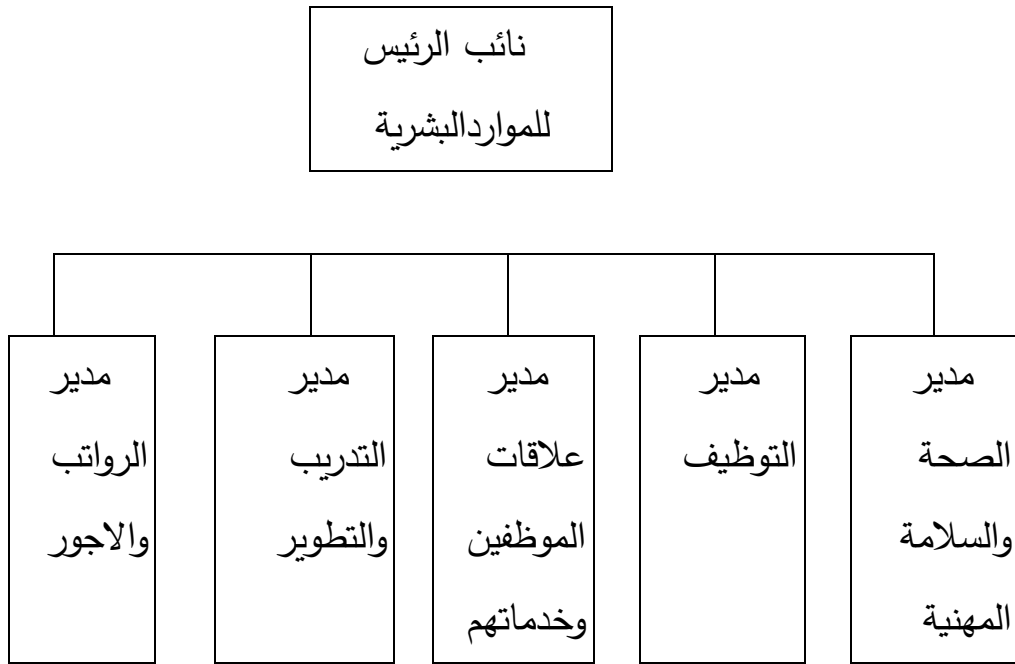 نائب الرئيس
للمواردالبشرية
مدير
الصحة
والسلامة
المهنية
مدير
التوظيف
مدير
علاقات
الموظفين
وخدماتهم
مدير
التدريب
والتطوير
مدير
الرواتب
والاجور